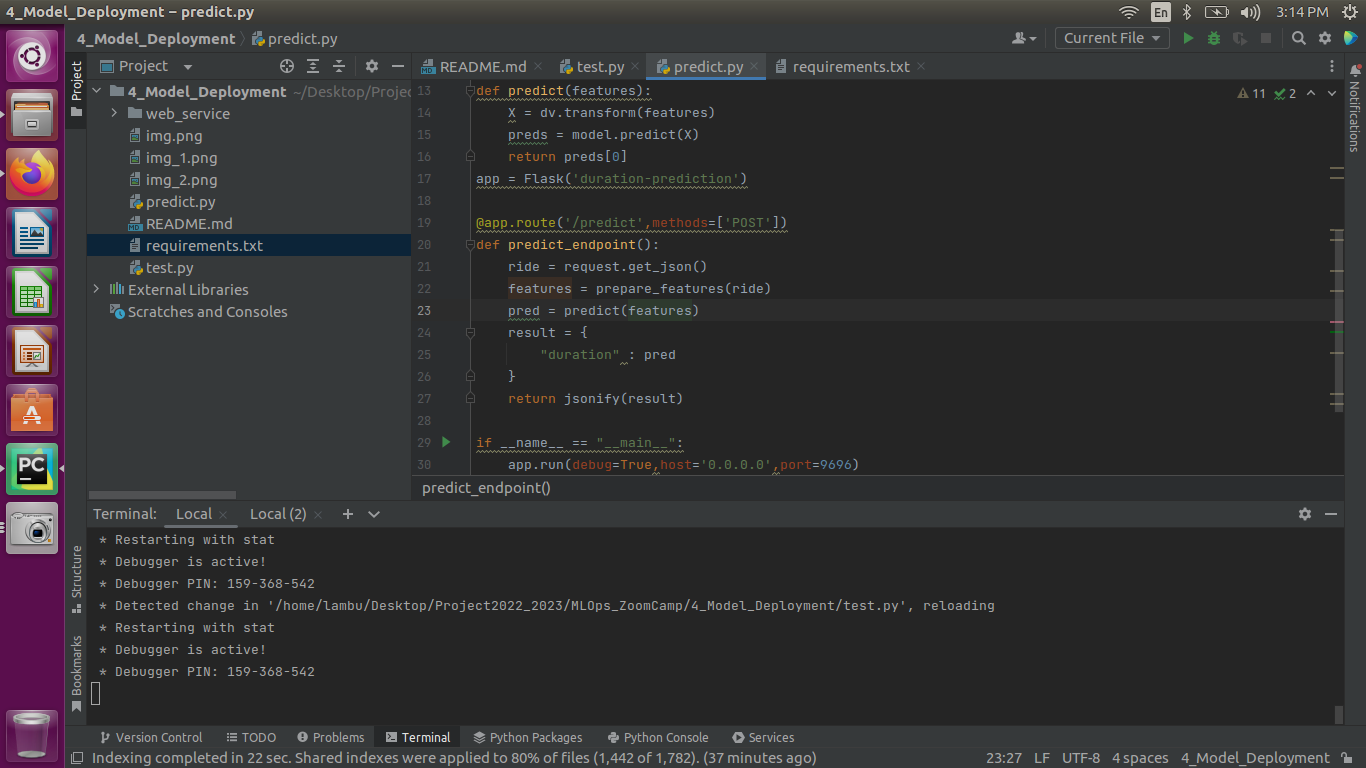 4_Model_Deployment – predict.py
En
3:14 PM
4_Model_Deployment
predict.py
Current File
Project
Project
README.md
test.py
predict.py
requirements.txt
Notifications
4_Model_Deployment ~/Desktop/Projec
web_service
img.png
img_1.png
img_2.png
predict.py
README.md
requirements.txt
test.py
External Libraries
Scratches and Consoles
11 2
13 def predict(features):
14 X = dv.transform(features)
15 preds = model.predict(X)
16 return preds[0]
17 app = Flask('duration-prediction')
18
19 @app.route('/predict',methods=['POST'])
20 def predict_endpoint():
21 ride = request.get_json()
22 features = prepare_features(ride)
23 pred = predict(features)
24 result = {
25 "duration" : pred
26 }
27 return jsonify(result)
28
29 if __name__ == "__main__":
30 app.run(debug=True,host='0.0.0.0',port=9696)
predict_endpoint()
Terminal: Local Local (2)
* Restarting with stat
* Debugger is active!
* Debugger PIN: 159-368-542
* Detected change in '/home/lambu/Desktop/Project2022_2023/MLOps_ZoomCamp/4_Model_Deployment/test.py', reloading
* Restarting with stat
* Debugger is active!
* Debugger PIN: 159-368-542
Structure
Bookmarks
PC
Version Control TODO Problems Terminal Python Packages Python Console Services
Indexing completed in 22 sec. Shared indexes were applied to 80% of files (1,442 of 1,782). (37 minutes ago)
23:27 LF UTF-8 4 spaces 4_Model_Deployment